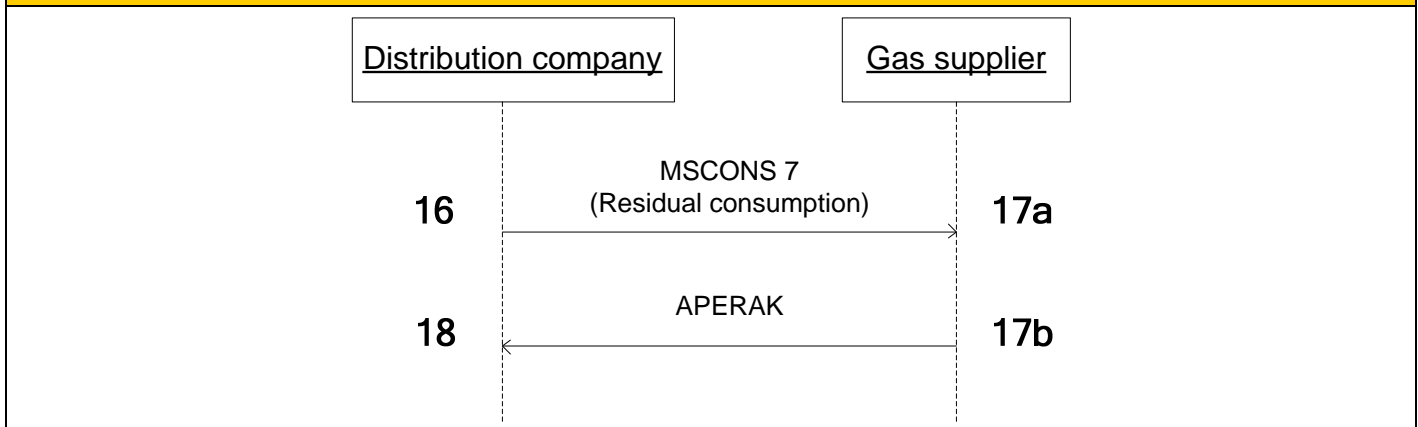 Distribution company
Gas supplier
MSCONS 7
(Residual consumption)
16
17a
APERAK
18
17b